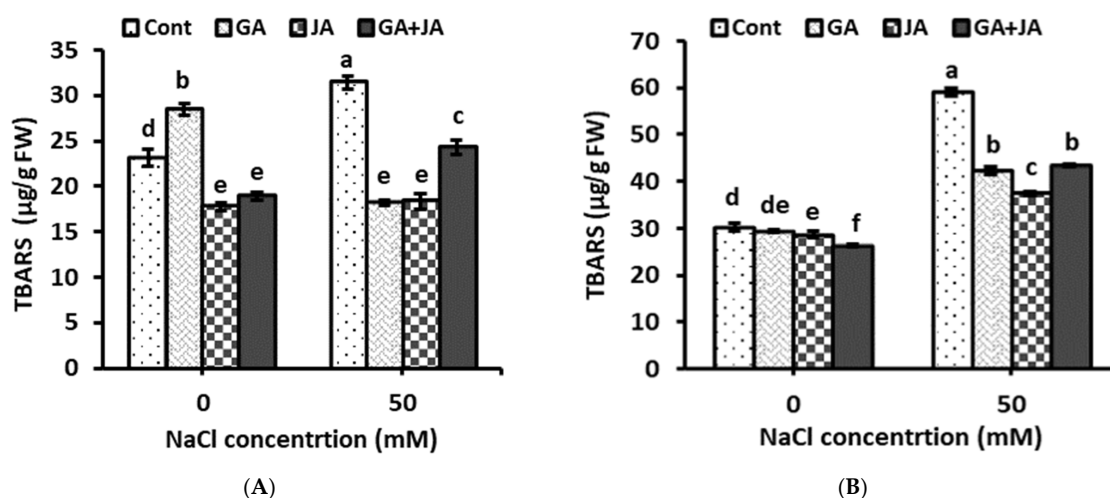 Cont GA JA GA+JA
35
30
25
20
15
10
5
0
TBARS (µg/g FW)
d b e e a e e c
0 50
NaCl concentrtion (mM)
(A)
Cont GA JA GA+JA
70
60
50
40
30
20
10
0
TBARS (µg/g FW)
d de e f a b c b
0 50
NaCl concentrtion (mM)
(B)